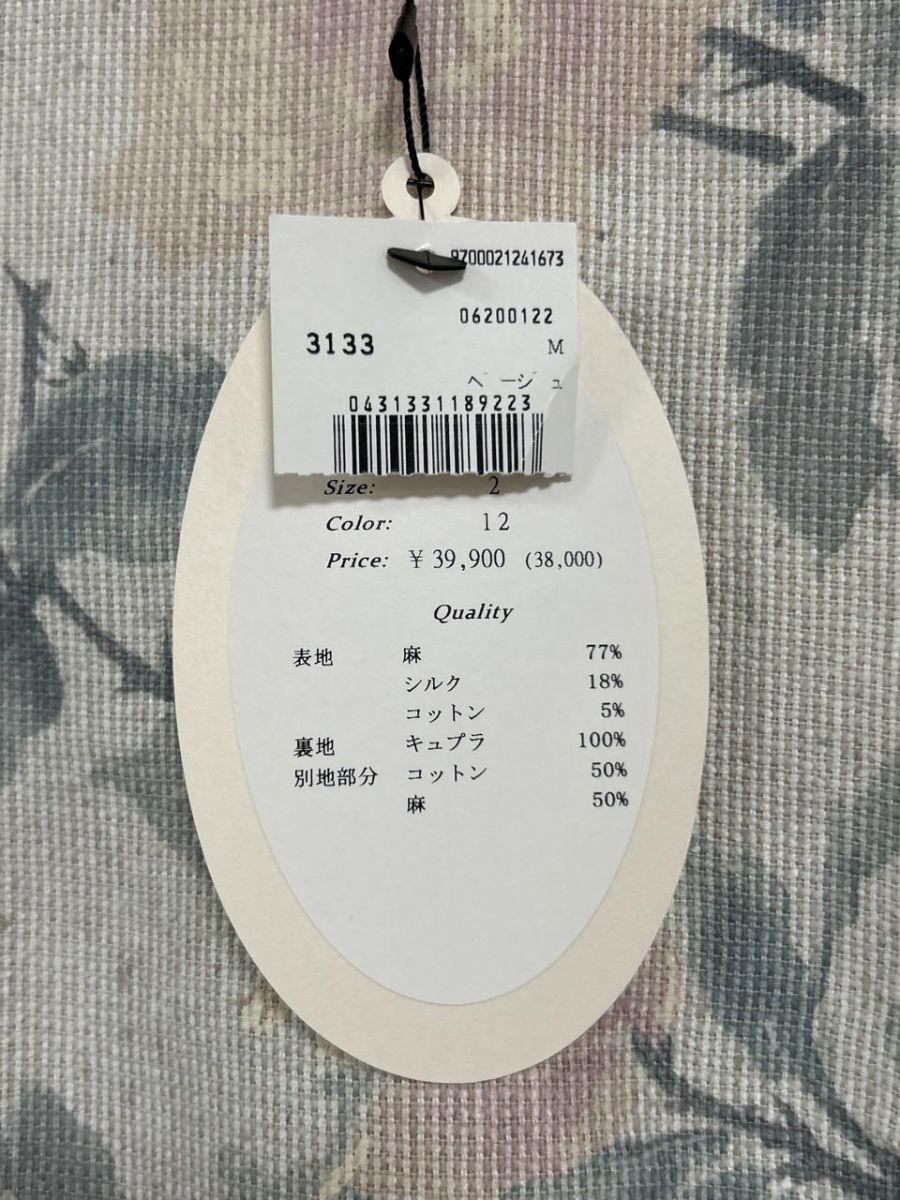 9700021241673
06200122
3133 M
ベージュ
0431331189223
Size: 2
Color: 12
Price: ¥ 39,900 (38,000)
Quality
表地 麻 77%
シルク 18%
コットン 5%
裏地 キュプラ 100%
別地部分 コットン 50%
麻 50%